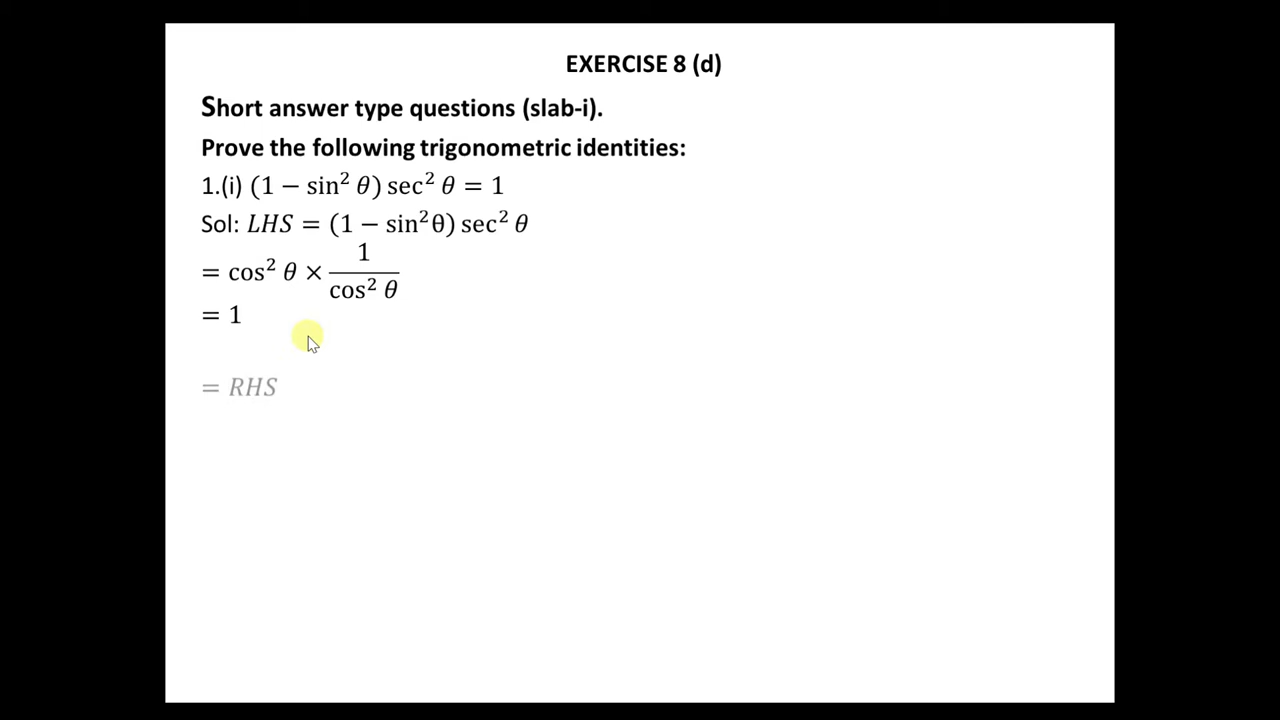 EXERCISE 8 (d)
Short answer type questions (slab-i).
Prove the following trigonometric identities:
1.(i) (1 − sin² θ) sec² θ = 1
Sol: LHS = (1 − sin²θ) sec² θ
= cos² θ × 1/cos² θ
= 1
= RHS